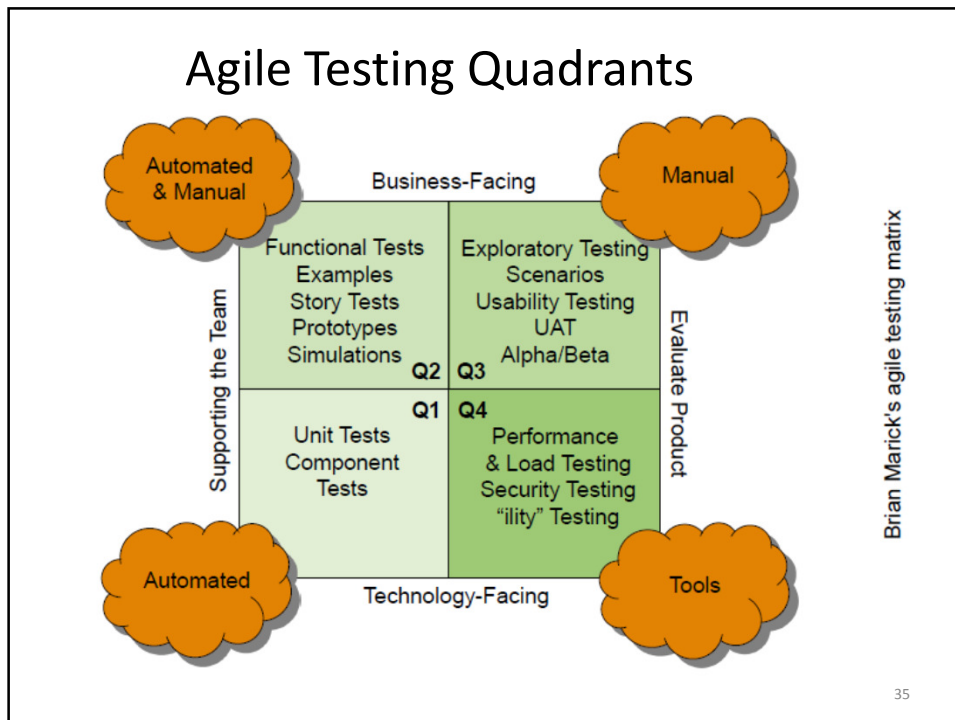 Agile Testing Quadrants
Automated
& Manual
Business-Facing
Manual
Functional Tests
Examples
Story Tests
Prototypes
Simulations
Q2
Exploratory Testing
Scenarios
Usability Testing
UAT
Alpha/Beta
Q3
Supporting the Team
Evaluate Product
Brian Marick's agile testing matrix
Q1
Unit Tests
Component
Tests
Q4
Performance
& Load Testing
Security Testing
“ility” Testing
Automated
Technology-Facing
Tools
35